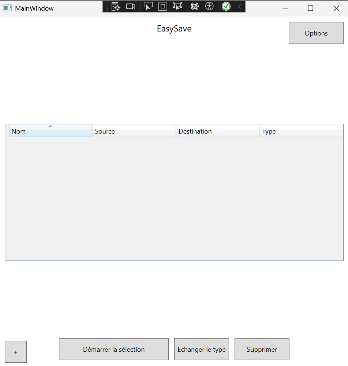 MainWindow
EasySave
Options
Nom Source Destination Type
+ Démarrer la sélection Echanger le type Supprimer